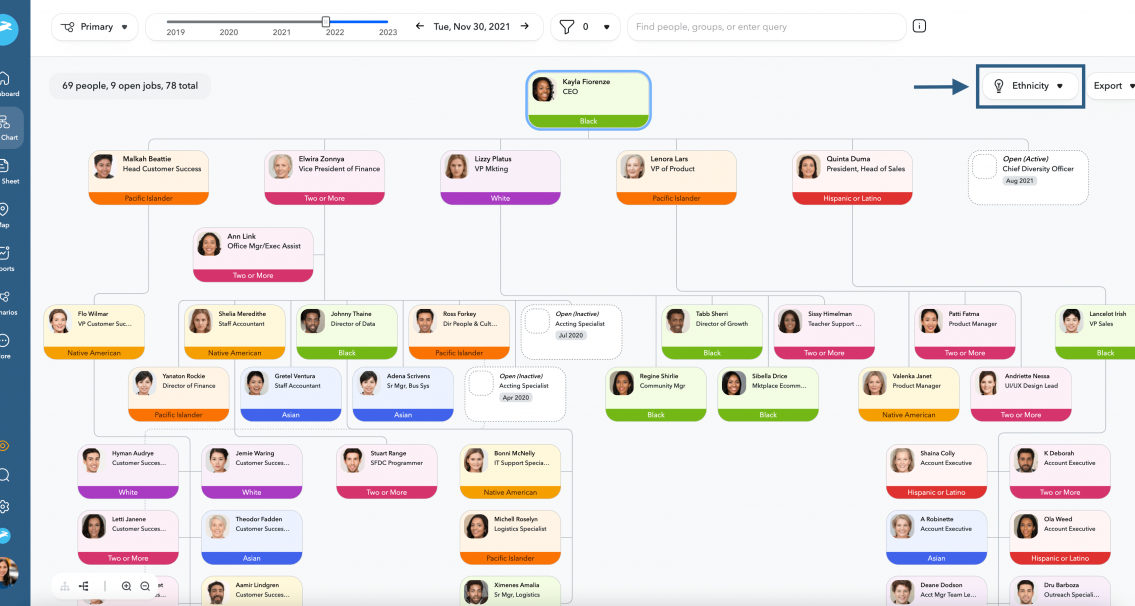 Primary
2019 2020 2021 2022 2023
Tue, Nov 30, 2021
0
Find people, groups, or enter query
69 people, 9 open jobs, 78 total
Ethnicity
Export
Chart
Sheet
Kayla Fiorenze
CEO
Black
Malkah Beattie
Head Customer Success
Pacific Islander
Elwira Zonnya
Vice President of Finance
Two or More
Lizzy Platus
VP Mkting
White
Lenora Lars
VP of Product
Pacific Islander
Quinta Duma
President, Head of Sales
Hispanic or Latino
Open (Active)
Chief Diversity Officer
Aug 2021
Ann Link
Office Mgr/Exec Assist
Two or More
Flo Wilmar
VP Customer Suc...
Native American
Shelia Meredithe
Staff Accountant
Native American
Johnny Thaine
Director of Data
Black
Ross Forkey
Dir People & Cult...
Pacific Islander
Open (Inactive)
Accting Specialist
Jul 2020
Tabb Sherri
Director of Growth
Black
Sissy Himelman
Teacher Support ...
Two or More
Patti Fatma
Product Manager
Two or More
Lancelot Irish
VP Sales
Black
Yanaton Rockie
Director of Finance
Pacific Islander
Gretel Ventura
Staff Accountant
Asian
Adena Scrivens
Sr Mgr, Bus Sys
Asian
Open (Inactive)
Accting Specialist
Apr 2020
Regine Shirlie
Community Mgr
Black
Sibella Drice
Mktplace Ecomm...
Black
Valenka Janet
Product Manager
Native American
Andriette Nessa
UI/UX Design Lead
Two or More
Hyman Audrye
Customer Succes...
White
Jemie Waring
Customer Succes...
White
Stuart Range
SFDC Programmer
Two or More
Bonni McNelly
IT Support Specia...
Native American
Shaina Colly
Account Executive
Hispanic or Latino
K Deborah
Account Executive
Two or More
Letti Janene
Customer Succes...
Two or More
Theodor Fadden
Customer Succes...
Asian
Michell Roselyn
Logistics Specialist
Pacific Islander
A Robinette
Account Executive
Asian
Ola Weed
Account Executive
Hispanic or Latino
Aamir Lindgren
Customer Succes...
Ximenes Amalia
Sr Mgr, Logistics
Deane Dodson
Acct Mgr Team Le...
Dru Barboza
Outreach Speciali...